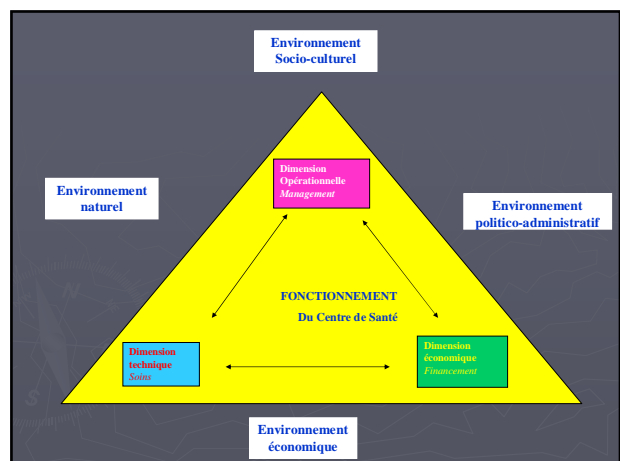 Environnement
Socio-culturel
Dimension
Opérationnelle
Management
Environnement
naturel
Environnement
politico-administratif
FONCTIONNEMENT
Du Centre de Santé
Dimension
technique
Soins
Dimension
économique
Financement
N
S
Environnement
économique